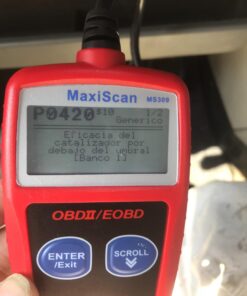 MaxiScan MS309
P0420 $10 1/2
Generico
Eficacia del
catalizador por
debajo del umbral
[Banco 1]
OBDII/EOBD
ENTER
/Exit
SCROLL